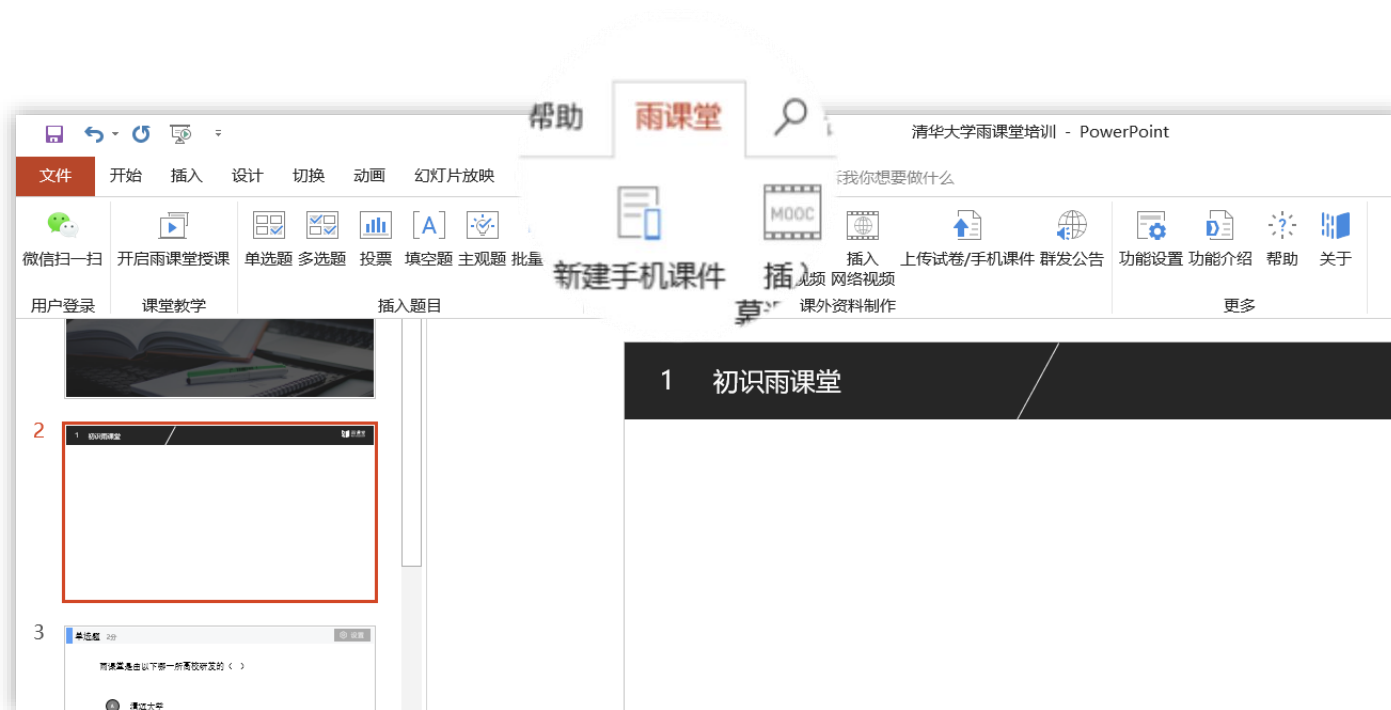 帮助 雨课堂
清华大学雨课堂培训 - PowerPoint
文件 开始 插入 设计 切换 动画 幻灯片放映 我你想要做什么
微信扫一扫 开启雨课堂授课 单选题 多选题 投票 填空题 主观题 批量 新建手机课件 MOOC 插入 插入 上传试卷/手机课件 群发公告 功能设置 功能介绍 帮助 关于
视频 网络视频
用户登录 课堂教学 插入题目 课外资料制作 更多
1 初识雨课堂
2
1 初识雨课堂
3
单选题 2分 设置
雨课堂是由以下哪一所高校研发的（ ）
清迈大学